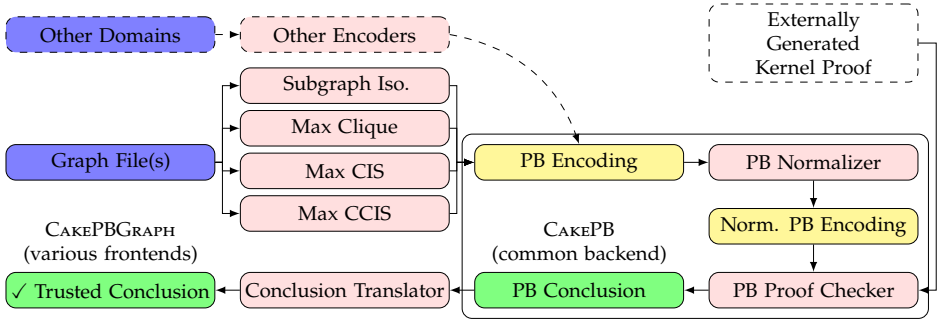 Other Domains
Other Encoders
Externally
Generated
Kernel Proof
Subgraph Iso.
Max Clique
Graph File(s)
Max CIS
PB Encoding
PB Normalizer
Max CCIS
Norm. PB Encoding
CAKEPBGRAPH
(various frontends)
CAKEPB
(common backend)
✓ Trusted Conclusion
Conclusion Translator
PB Conclusion
PB Proof Checker